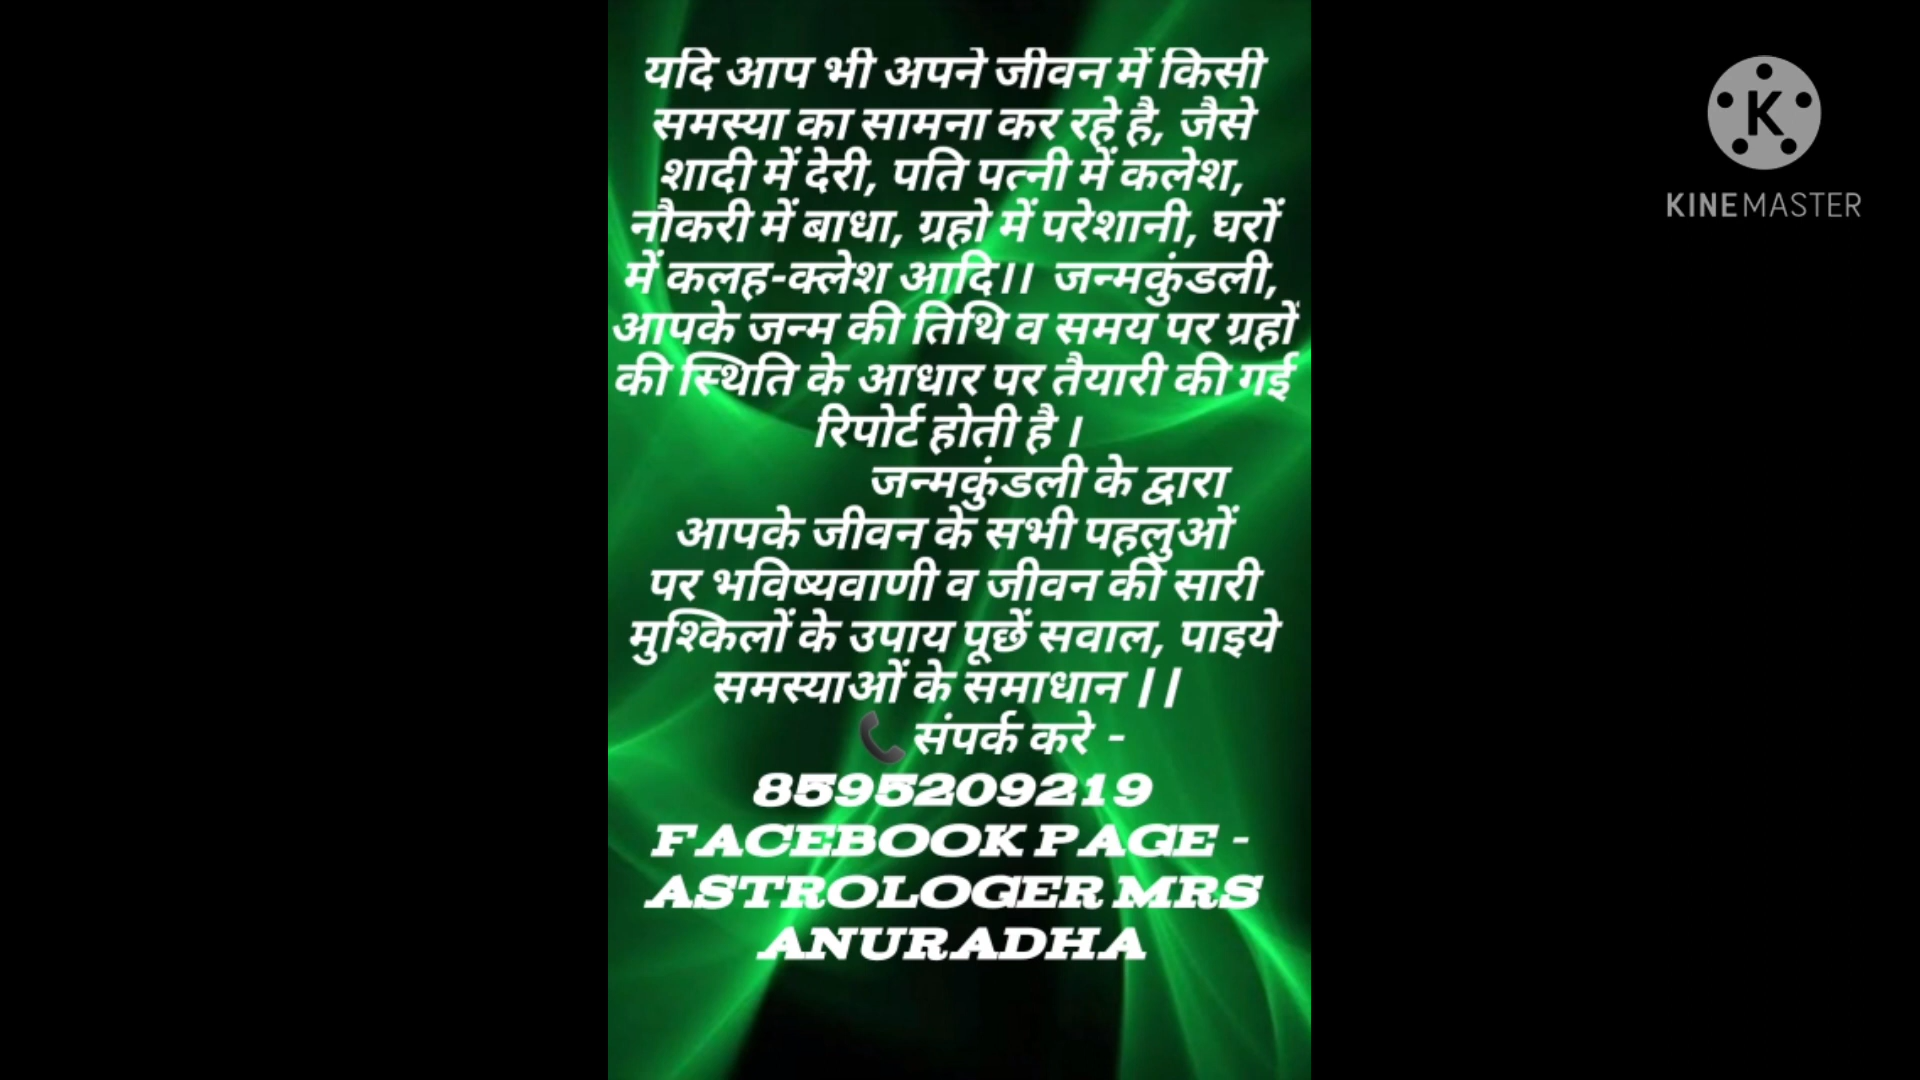 यदि आप भी अपने जीवन में किसी
समस्या का सामना कर रहे है, जैसे
शादी में देरी, पति पत्नी में कलेश,
नौकरी में बाधा, ग्रहो में परेशानी, घरों
में कलह-क्लेश आदि।। जन्मकुंडली,
आपके जन्म की तिथि व समय पर ग्रहों
की स्थिति के आधार पर तैयारी की गई
रिपोर्ट होती है ।
जन्मकुंडली के द्वारा
आपके जीवन के सभी पहलुओं
पर भविष्यवाणी व जीवन की सारी
मुश्किलों के उपाय पूछें सवाल, पाइये
समस्याओं के समाधान ||
📞संपर्क करे -
8595209219
FACEBOOK PAGE -
ASTROLOGER MRS
ANURADHA
K
KINEMASTER